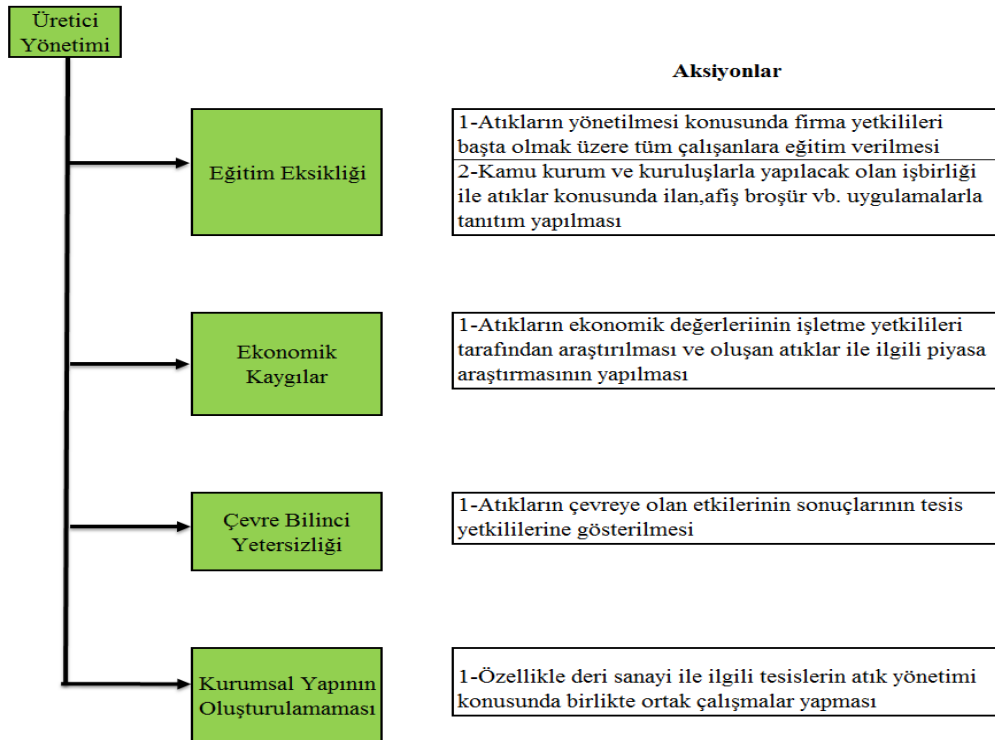 Üretici
Yönetimi
Aksiyonlar
Eğitim Eksikliği
1-Atıkların yönetilmesi konusunda firma yetkilileri
başta olmak üzere tüm çalışanlara eğitim verilmesi
2-Kamu kurum ve kuruluşlarla yapılacak olan işbirliği
ile atıklar konusunda ilan,afiş broşür vb. uygulamalarla
tanıtım yapılması
Ekonomik
Kaygılar
1-Atıkların ekonomik değerleriinin işletme yetkilileri
tarafından araştırılması ve oluşan atıklar ile ilgili piyasa
araştırmasının yapılması
Çevre Bilinci
Yetersizliği
1-Atıkların çevreye olan etkilerinin sonuçlarının tesis
yetkililerine gösterilmesi
Kurumsal Yapının
Oluşturulamaması
1-Özellikle deri sanayi ile ilgili tesislerin atık yönetimi
konusunda birlikte ortak çalışmalar yapması